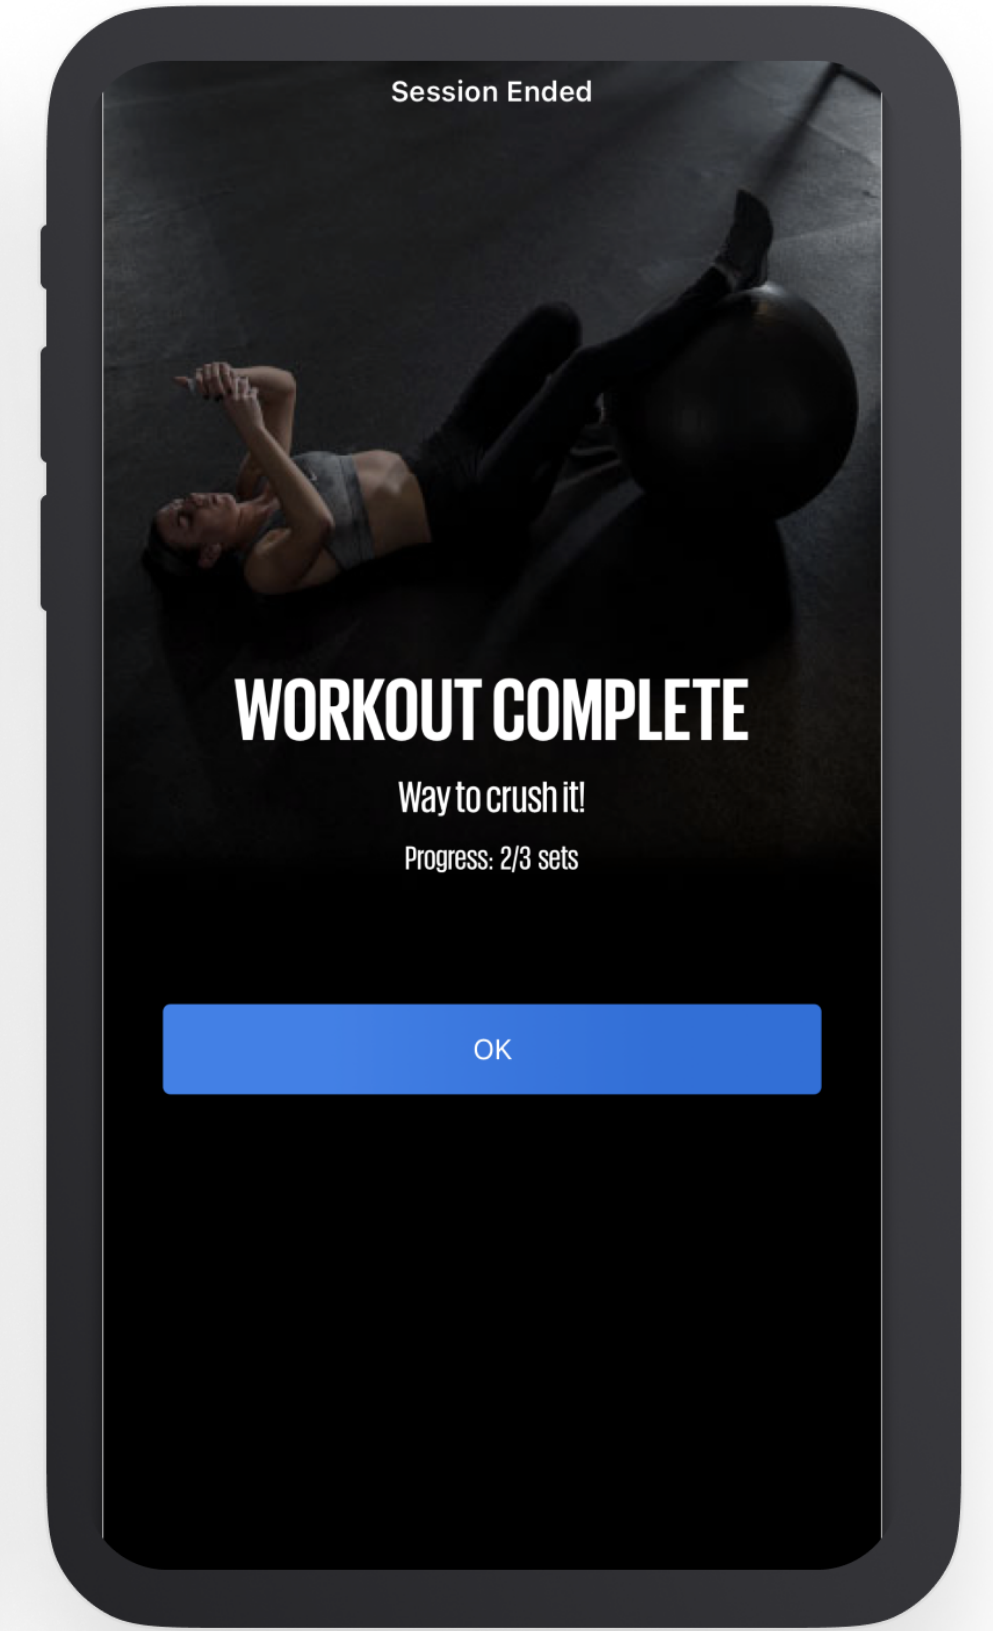 Session Ended
WORKOUT COMPLETE
Way to crush it!
Progress: 2/3 sets
OK